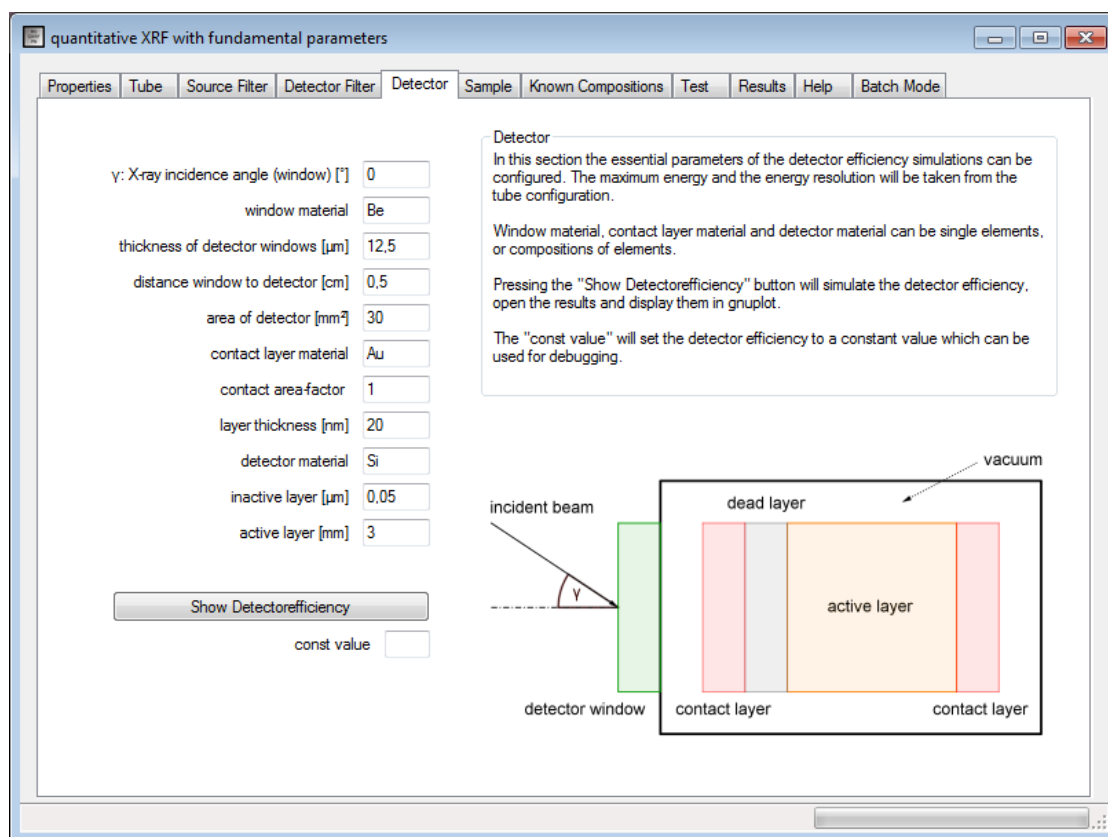 quantitative XRF with fundamental parameters
Properties Tube Source Filter Detector Filter Detector Sample Known Compositions Test Results Help Batch Mode
γ: X-ray incidence angle (window) [°] 0
window material Be
thickness of detector windows [µm] 12,5
distance window to detector [cm] 0,5
area of detector [mm²] 30
contact layer material Au
contact area-factor 1
layer thickness [nm] 20
detector material Si
inactive layer [µm] 0,05
active layer [mm] 3
Show Detectorefficiency
const value
Detector
In this section the essential parameters of the detector efficiency simulations can be
configured. The maximum energy and the energy resolution will be taken from the
tube configuration.
Window material, contact layer material and detector material can be single elements,
or compositions of elements.
Pressing the "Show Detectorefficiency" button will simulate the detector efficiency,
open the results and display them in gnuplot.
The "const value" will set the detector efficiency to a constant value which can be
used for debugging.
vacuum
incident beam
dead layer
γ
active layer
detector window
contact layer
contact layer